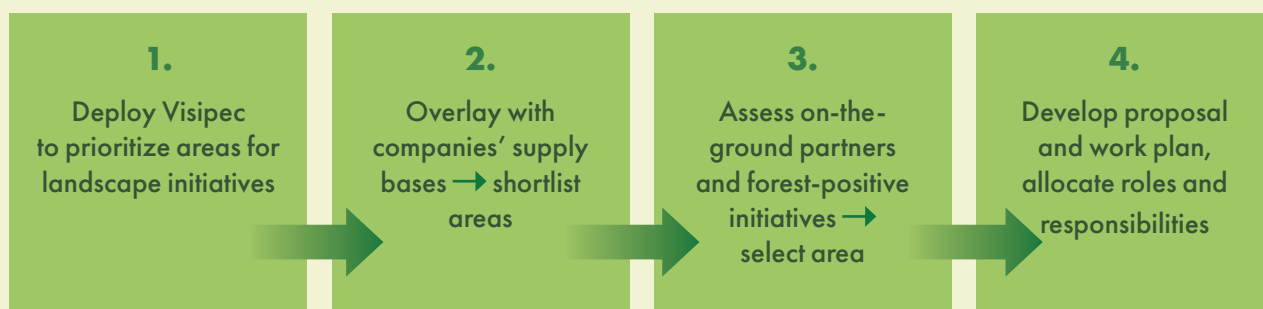 1.
Deploy Visipec
to prioritize areas for
landscape initiatives
2.
Overlay with
companies’ supply
bases → shortlist
areas
3.
Assess on-the-
ground partners
and forest-positive
initiatives →
select area
4.
Develop proposal
and work plan,
allocate roles and
responsibilities